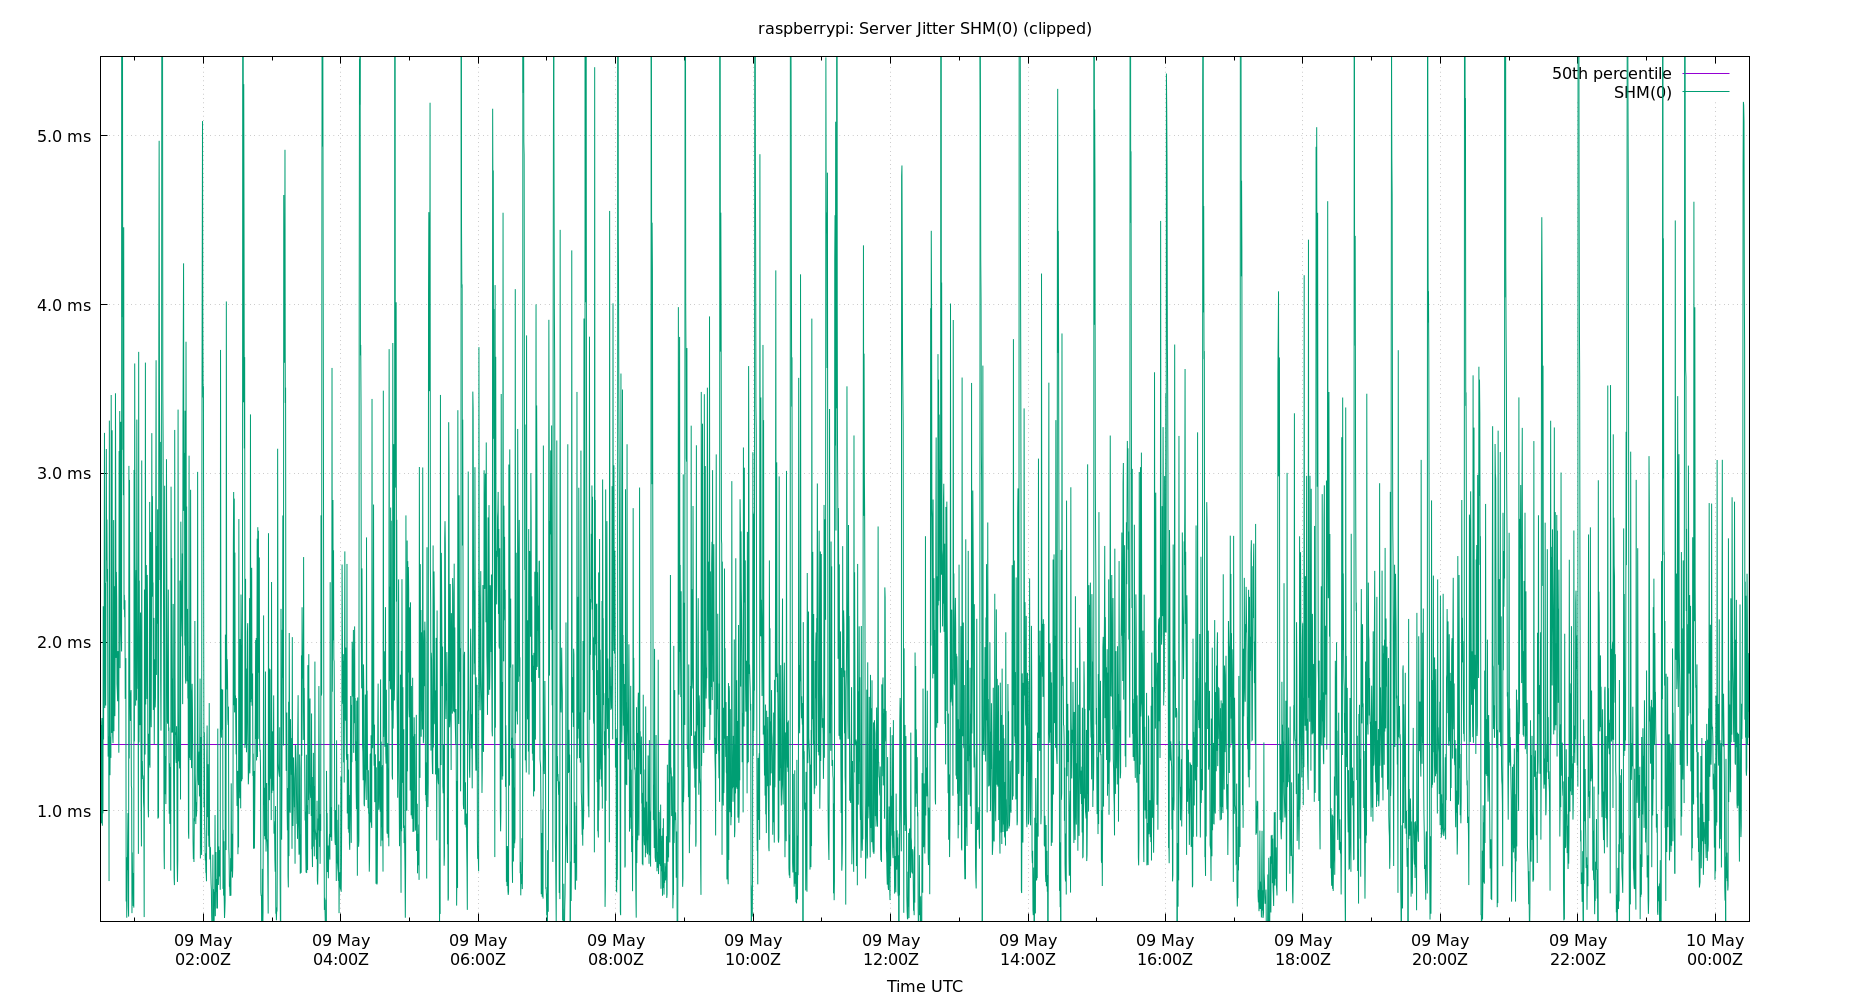 raspberrypi: Server Jitter SHM(0) (clipped)
50th percentile
SHM(0)
5.0 ms
4.0 ms
3.0 ms
2.0 ms
1.0 ms
09 May 09 May 09 May 09 May 09 May 09 May 09 May 09 May 09 May 09 May 09 May 10 May
02:00Z 04:00Z 06:00Z 08:00Z 10:00Z 12:00Z 14:00Z 16:00Z 18:00Z 20:00Z 22:00Z 00:00Z
Time UTC